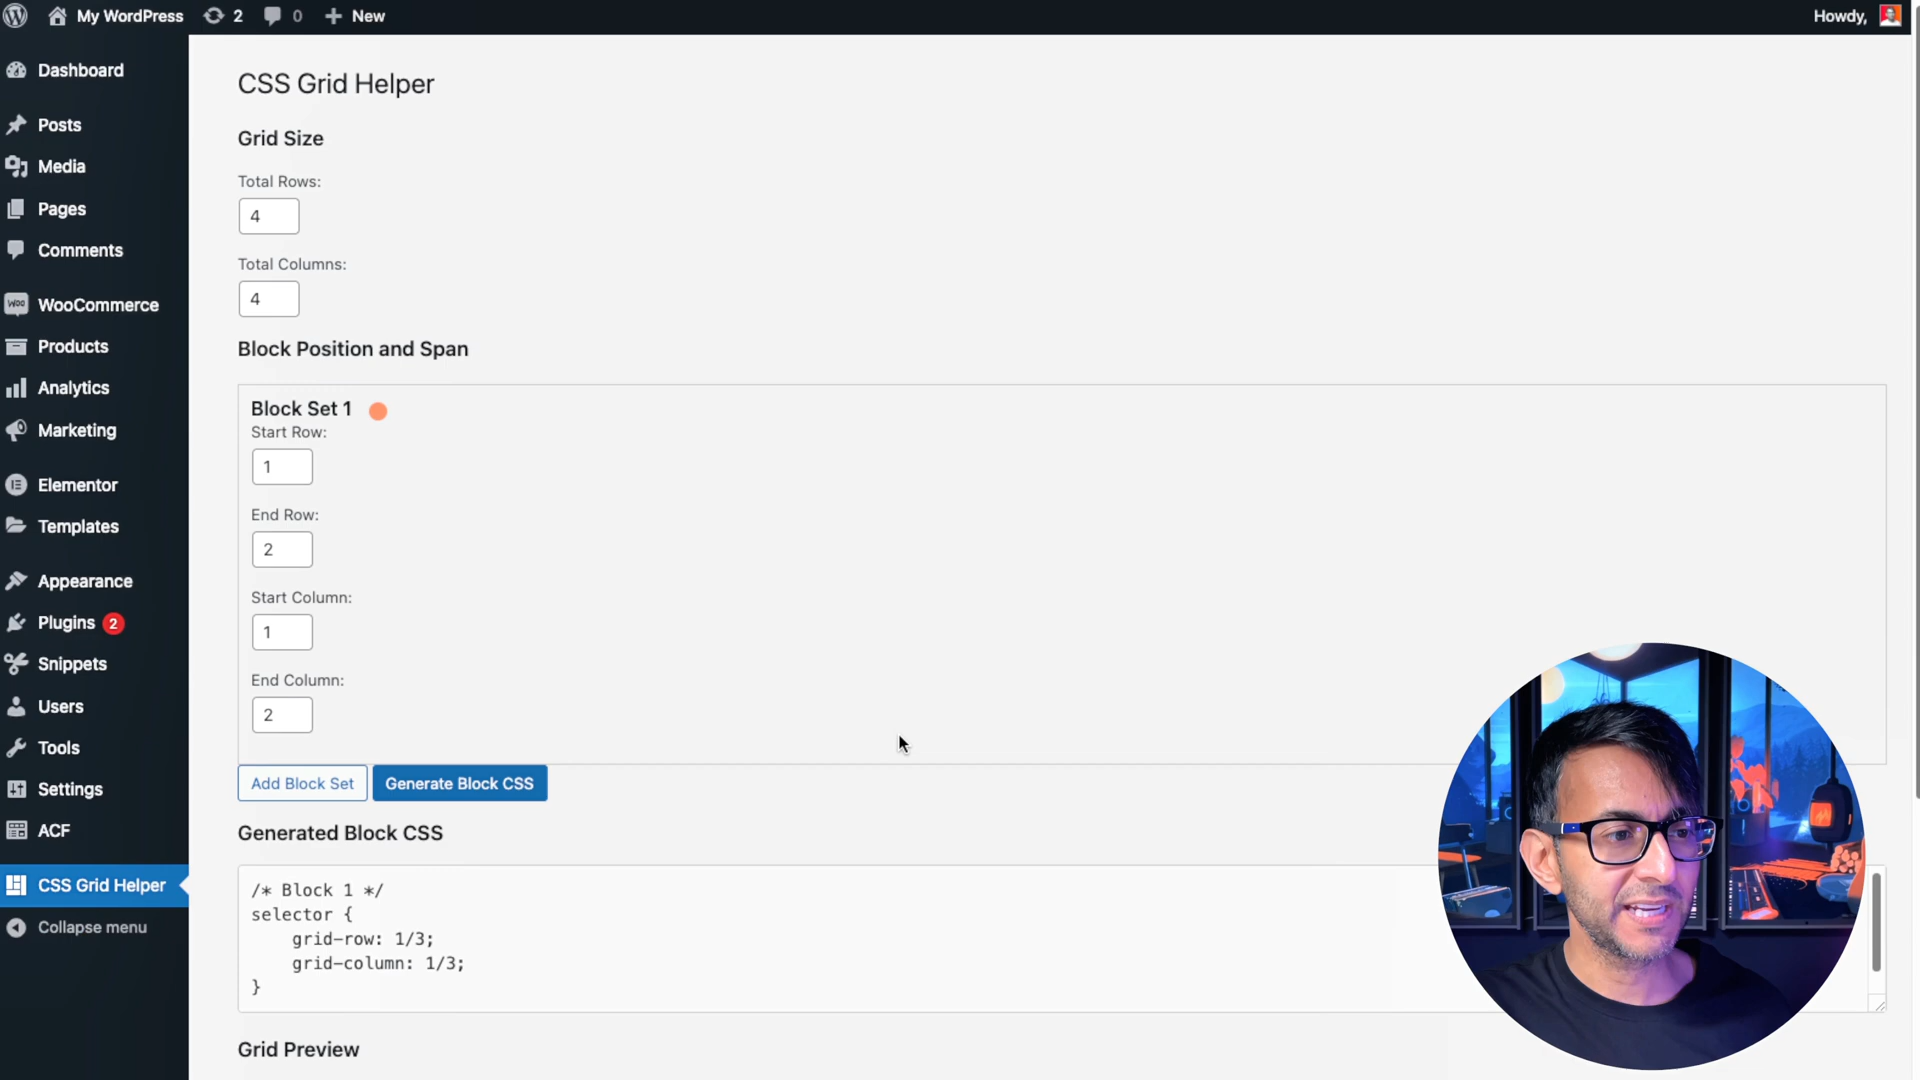 My WordPress 2 0 New Howdy,
Dashboard
Posts
Media
Pages
Comments
WooCommerce
Products
Analytics
Marketing
Elementor
Templates
Appearance
Plugins 2
Snippets
Users
Tools
Settings
ACF
CSS Grid Helper
Collapse menu
CSS Grid Helper
Grid Size
Total Rows:
4
Total Columns:
4
Block Position and Span
Block Set 1
Start Row:
1
End Row:
2
Start Column:
1
End Column:
2
Add Block Set Generate Block CSS
Generated Block CSS
/* Block 1 */
selector {
grid-row: 1/3;
grid-column: 1/3;
}
Grid Preview